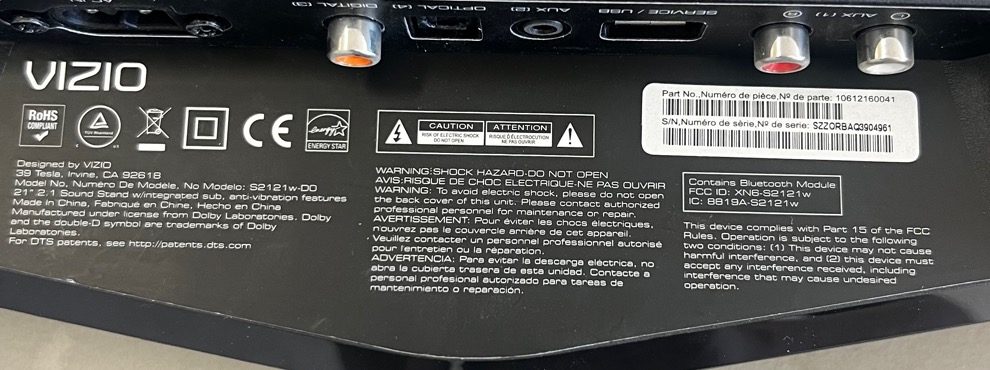 AC-IN
DIGITAL (3)
OPTICAL (4)
AUX (2)
SERVICE / USB
R
AUX (1)
L
VIZIO
RoHS
COMPLIANT
TÜV Rheinland
CE
energy
ENERGY STAR
CAUTION
RISK OF ELECTRIC SHOCK
DO NOT OPEN
ATTENTION
RISQUE D'ÉLECTROCUTION
NE PAS OUVRIR
Part No.,Numéro de pièce,Nº de parte: 10612160041
S/N,Numéro de série,Nº de serie: SZZORBAQ3904961
Designed by VIZIO
39 Tesla, Irvine, CA 92618
Model No, Numéro De Modèle, No Modelo: S2121w-D0
21" 2.1 Sound Stand w/integrated sub, anti-vibration features
Made in China, Fabriqué en Chine, Hecho en China
Manufactured under license from Dolby Laboratories. Dolby
and the double-D symbol are trademarks of Dolby
Laboratories.
For DTS patents, see http://patents.dts.com
WARNING:SHOCK HAZARD-DO NOT OPEN
AVIS:RISQUE DE CHOC ELECTRIQUE-NE PAS OUVRIR
WARNING: To avoid electric shock, please do not open
the back cover of this unit. Please contact authorized
professional personnel for maintenance or repair.
AVERTISSEMENT: Pour éviter les chocs électriques,
n'ouvrez pas le couvercle arrière de cet appareil.
Veuillez contacter un personnel professionnel autorisé
pour l'entretien ou la réparation.
ADVERTENCIA: Para evitar la descarga eléctrica, no
abra la cubierta trasera de esta unidad. Contacte a
personal profesional autorizado para tareas de
mantenimiento o reparación.
Contains Bluetooth Module
FCC ID: XN6-S2121w
IC: 8819A-S2121w
This device complies with Part 15 of the FCC
Rules. Operation is subject to the following
two conditions: (1) This device may not cause
harmful interference, and (2) this device must
accept any interference received, including
interference that may cause undesired
operation.